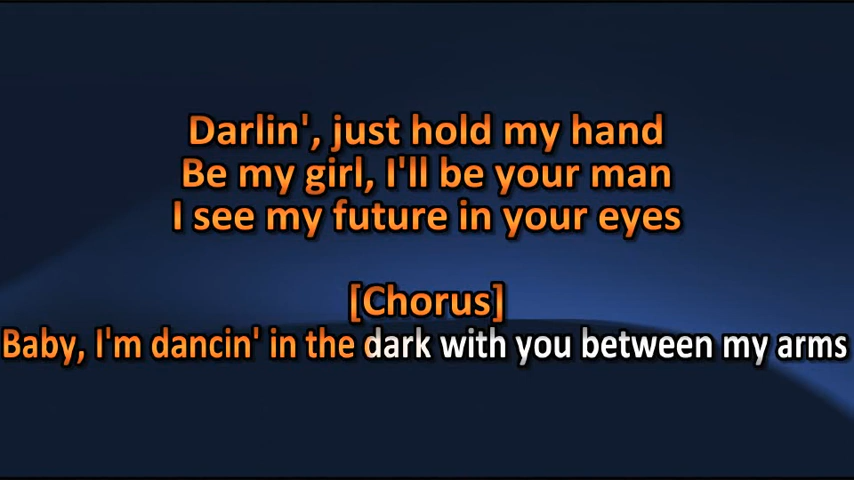 Darlin', just hold my hand
Be my girl, I'll be your man
I see my future in your eyes
[Chorus]
Baby, I'm dancin' in the dark with you between my arms